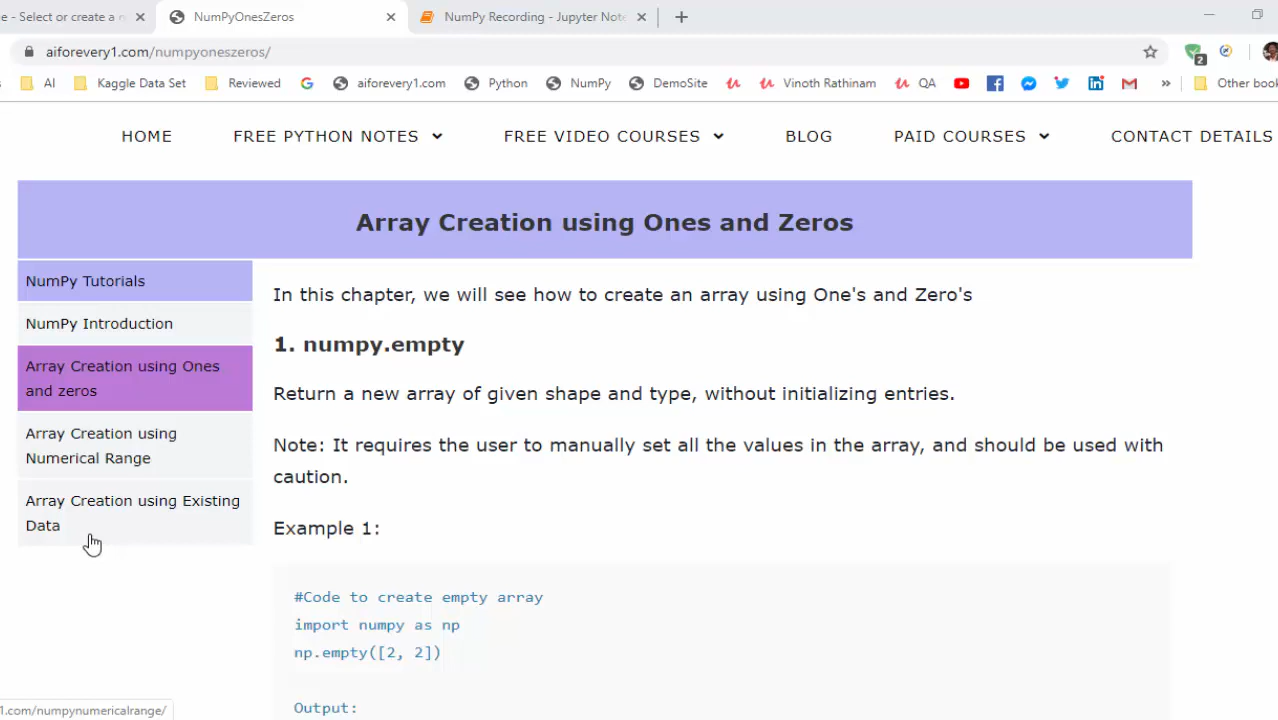 e - Select or create a n
NumPyOnesZeros
NumPy Recording - Jupyter Note
aiforevery1.com/numpyoneszeros/
2
AI
Kaggle Data Set
Reviewed
aiforevery1.com
Python
NumPy
DemoSite
Vinoth Rathinam
QA
»
Other book
HOME
FREE PYTHON NOTES
FREE VIDEO COURSES
BLOG
PAID COURSES
CONTACT DETAILS
Array Creation using Ones and Zeros
NumPy Tutorials
NumPy Introduction
Array Creation using Ones
and zeros
Array Creation using
Numerical Range
Array Creation using Existing
Data
In this chapter, we will see how to create an array using One's and Zero's
1. numpy.empty
Return a new array of given shape and type, without initializing entries.
Note: It requires the user to manually set all the values in the array, and should be used with
caution.
Example 1:
#Code to create empty array
import numpy as np
np.empty([2, 2])
Output:
1.com/numpynumericalrange/